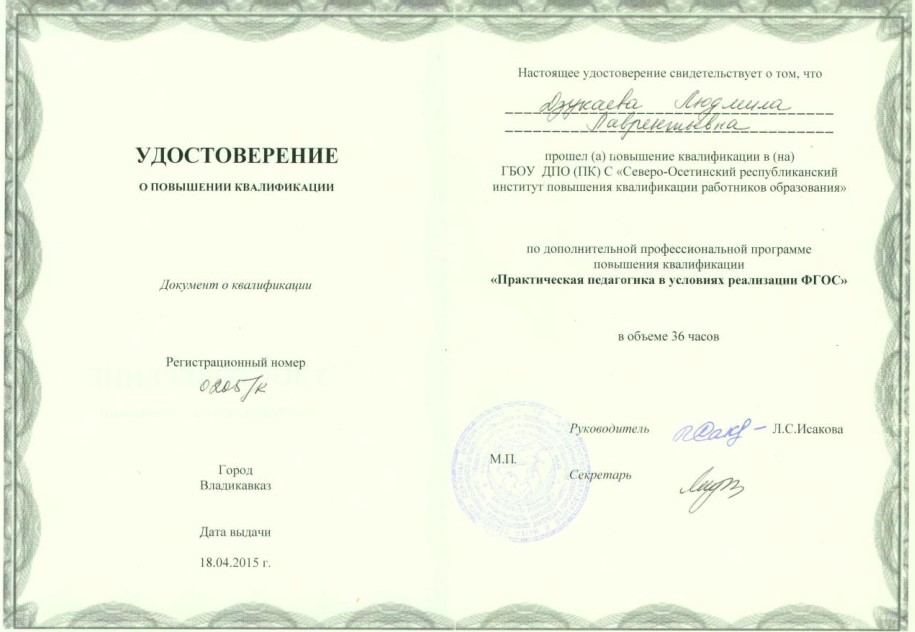 УДОСТОВЕРЕНИЕ
О ПОВЫШЕНИИ КВАЛИФИКАЦИИ
Документ о квалификации
Регистрационный номер
0205/к
Город
Владикавказ
Дата выдачи
18.04.2015 г.
Настоящее удостоверение свидетельствует о том, что
Дзукаева Людмила
Лаврентьевна
прошел (а) повышение квалификации в (на)
ГБОУ ДПО (ПК) С «Северо-Осетинский республиканский
институт повышения квалификации работников образования»
по дополнительной профессиональной программе
повышения квалификации
«Практическая педагогика в условиях реализации ФГОС»
в объеме 36 часов
Руководитель Л.С.Исакова
М.П.
Секретарь